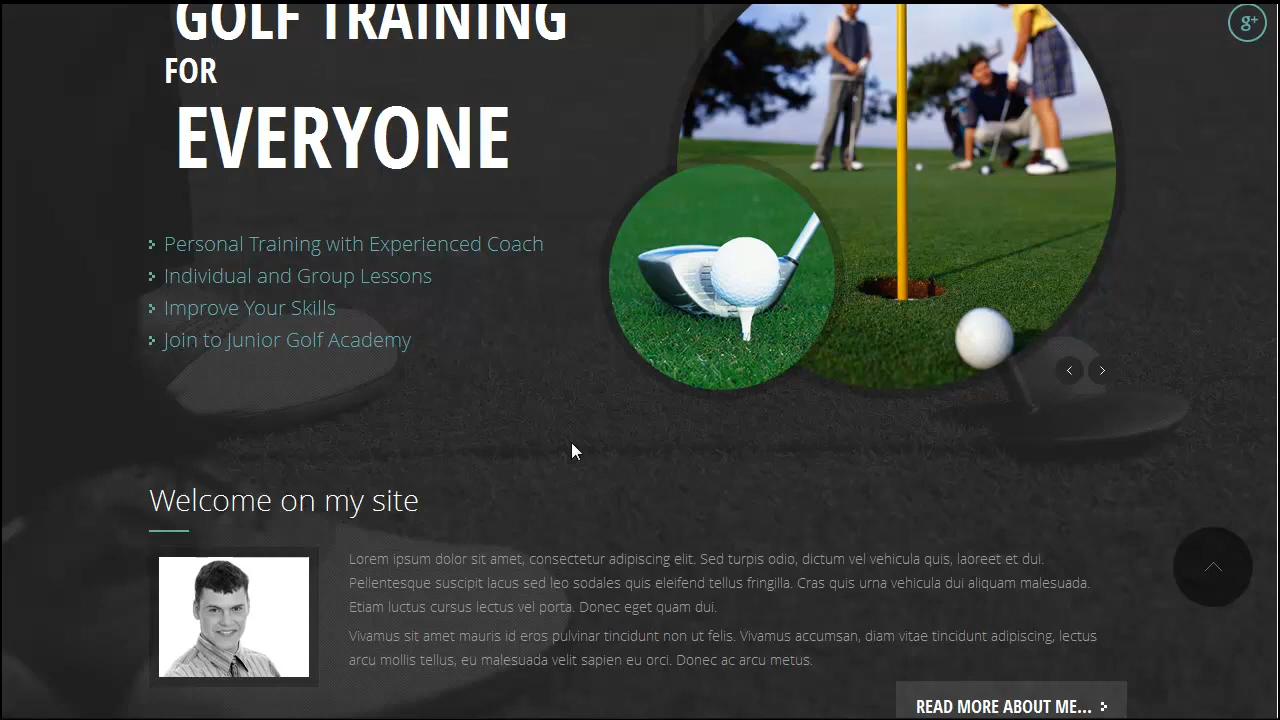 GOLF TRAINING
FOR
EVERYONE
Personal Training with Experienced Coach
Individual and Group Lessons
Improve Your Skills
Join to Junior Golf Academy
g+
Welcome on my site
Lorem ipsum dolor sit amet, consectetur adipiscing elit. Sed turpis odio, dictum vel vehicula quis, laoreet et dui.
Pellentesque suscipit lacus sed leo sodales quis eleifend tellus fringilla. Cras quis urna vehicula dui aliquam malesuada.
Etiam luctus cursus lectus vel porta. Donec eget quam dui.
Vivamus sit amet mauris id eros pulvinar tincidunt non ut felis. Vivamus accumsan, diam vitae tincidunt adipiscing, lectus
arcu mollis tellus, eu malesuada velit sapien eu orci. Donec ac arcu metus.
READ MORE ABOUT ME...